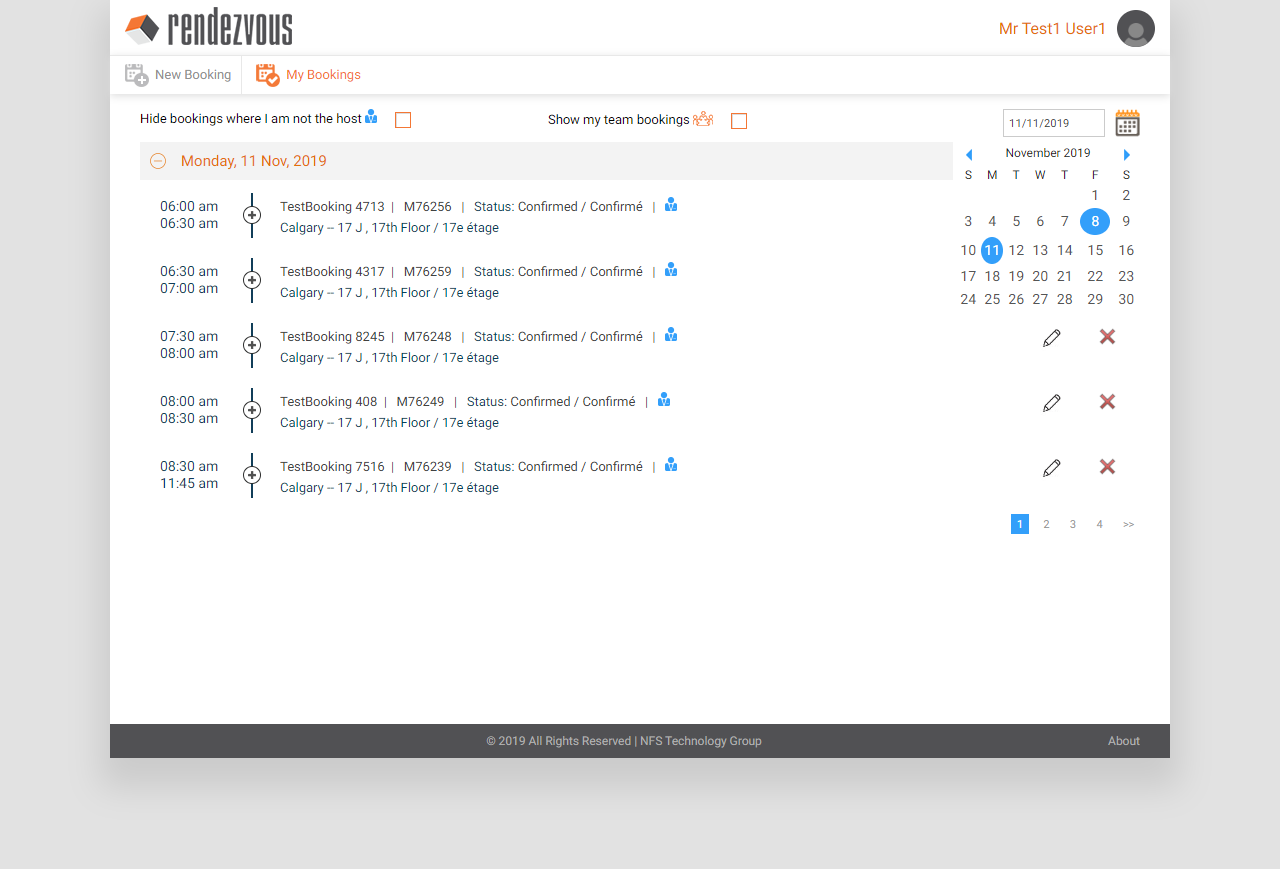 rendezvous
Mr Test1 User1
New Booking
My Bookings
Hide bookings where I am not the host
Show my team bookings
11/11/2019
Monday, 11 Nov, 2019
November 2019
S M T W T F S
1 2
3 4 5 6 7 8 9
10 11 12 13 14 15 16
17 18 19 20 21 22 23
24 25 26 27 28 29 30
06:00 am
06:30 am
TestBooking 4713 | M76256 | Status: Confirmed / Confirmé |
Calgary -- 17 J , 17th Floor / 17e étage
06:30 am
07:00 am
TestBooking 4317 | M76259 | Status: Confirmed / Confirmé |
Calgary -- 17 J , 17th Floor / 17e étage
07:30 am
08:00 am
TestBooking 8245 | M76248 | Status: Confirmed / Confirmé |
Calgary -- 17 J , 17th Floor / 17e étage
08:00 am
08:30 am
TestBooking 408 | M76249 | Status: Confirmed / Confirmé |
Calgary -- 17 J , 17th Floor / 17e étage
08:30 am
11:45 am
TestBooking 7516 | M76239 | Status: Confirmed / Confirmé |
Calgary -- 17 J , 17th Floor / 17e étage
1 2 3 4 >>
© 2019 All Rights Reserved | NFS Technology Group
About